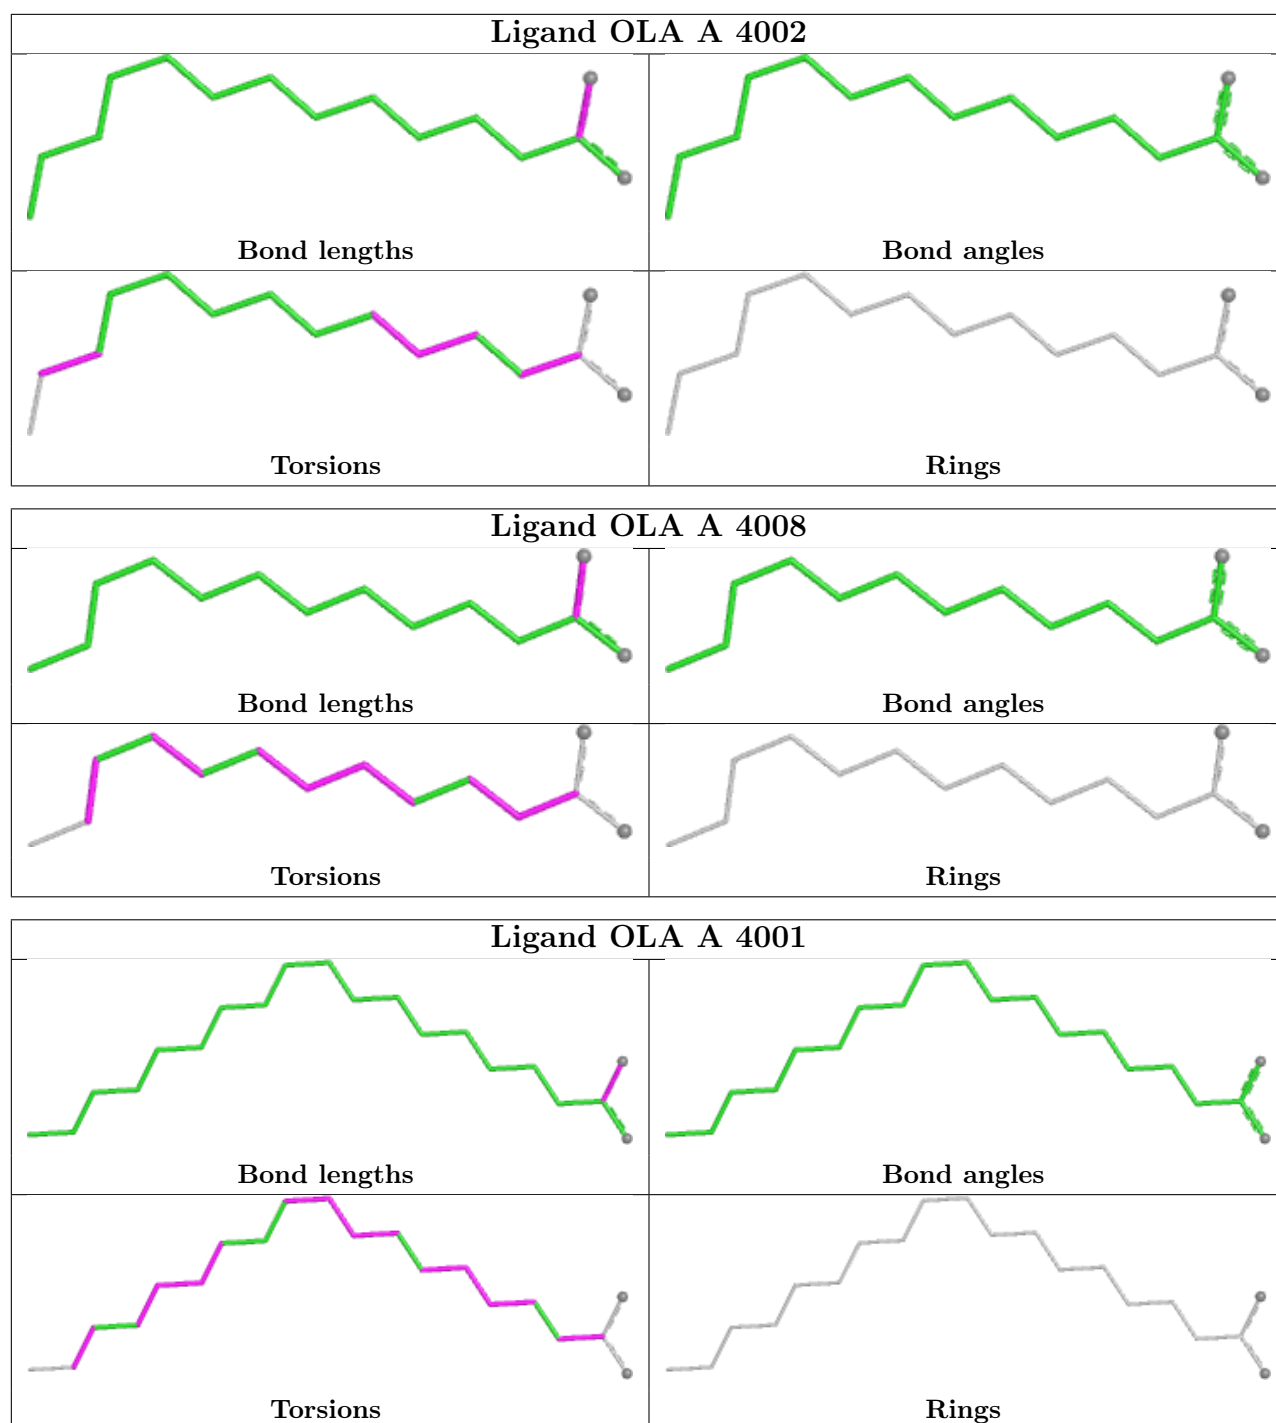 Ligand OLA A 4002
Bond lengths
Bond angles
Torsions
Rings
Ligand OLA A 4008
Bond lengths
Bond angles
Torsions
Rings
Ligand OLA A 4001
Bond lengths
Bond angles
Torsions
Rings